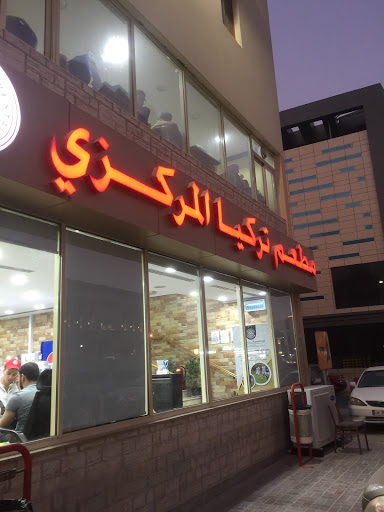 مطعم تركيا المركزي